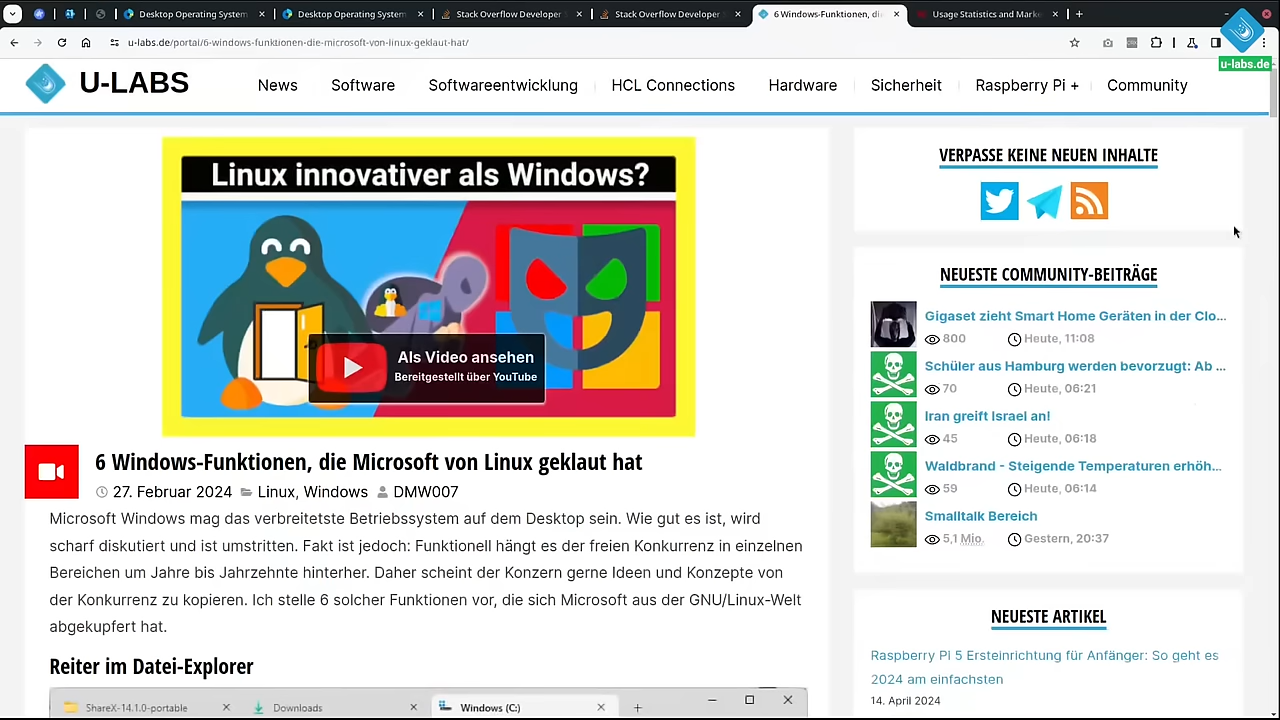 Desktop Operating System
Desktop Operating System
Stack Overflow Developer S
Stack Overflow Developer
6 Windows-Funktionen, di
Usage Statistics and Marke
u-labs.de/portal/6-windows-funktionen-die-microsoft-von-linux-geklaut-hat/
u-labs.de
U-LABS
News
Software
Softwareentwicklung
HCL Connections
Hardware
Sicherheit
Raspberry Pi +
Community
Linux innovativer als Windows?
Als Video ansehen
Bereitgestellt über YouTube
6 Windows-Funktionen, die Microsoft von Linux geklaut hat
27. Februar 2024 Linux, Windows DMW007
Microsoft Windows mag das verbreitetste Betriebssystem auf dem Desktop sein. Wie gut es ist, wird
scharf diskutiert und ist umstritten. Fakt ist jedoch: Funktionell hängt es der freien Konkurrenz in einzelnen
Bereichen um Jahre bis Jahrzehnte hinterher. Daher scheint der Konzern gerne Ideen und Konzepte von
der Konkurrenz zu kopieren. Ich stelle 6 solcher Funktionen vor, die sich Microsoft aus der GNU/Linux-Welt
abgekupfert hat.
Reiter im Datei-Explorer
ShareX-14.1.0-portable
Downloads
Windows (C:)
VERPASSE KEINE NEUEN INHALTE
NEUESTE COMMUNITY-BEITRÄGE
Gigaset zieht Smart Home Geräten in der Clo...
800 Heute, 11:08
Schüler aus Hamburg werden bevorzugt: Ab ...
70 Heute, 06:21
Iran greift Israel an!
45 Heute, 06:18
Waldbrand - Steigende Temperaturen erhöh...
59 Heute, 06:14
Smalltalk Bereich
5,1 Mio. Gestern, 20:37
NEUESTE ARTIKEL
Raspberry Pi 5 Ersteinrichtung für Anfänger: So geht es
2024 am einfachsten
14. April 2024